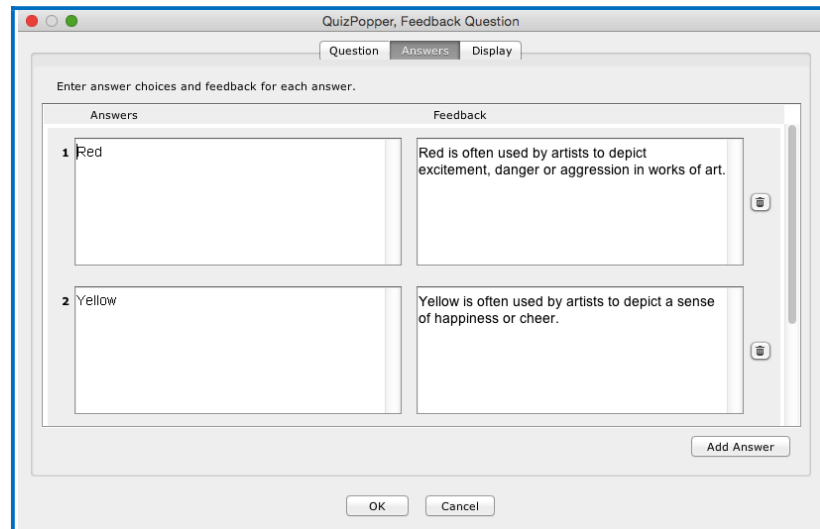 QuizPopper, Feedback Question
Question Answers Display
Enter answer choices and feedback for each answer.
Answers Feedback
1 Red
Red is often used by artists to depict
excitement, danger or aggression in works of art.
2 Yellow
Yellow is often used by artists to depict a sense
of happiness or cheer.
Add Answer
OK Cancel